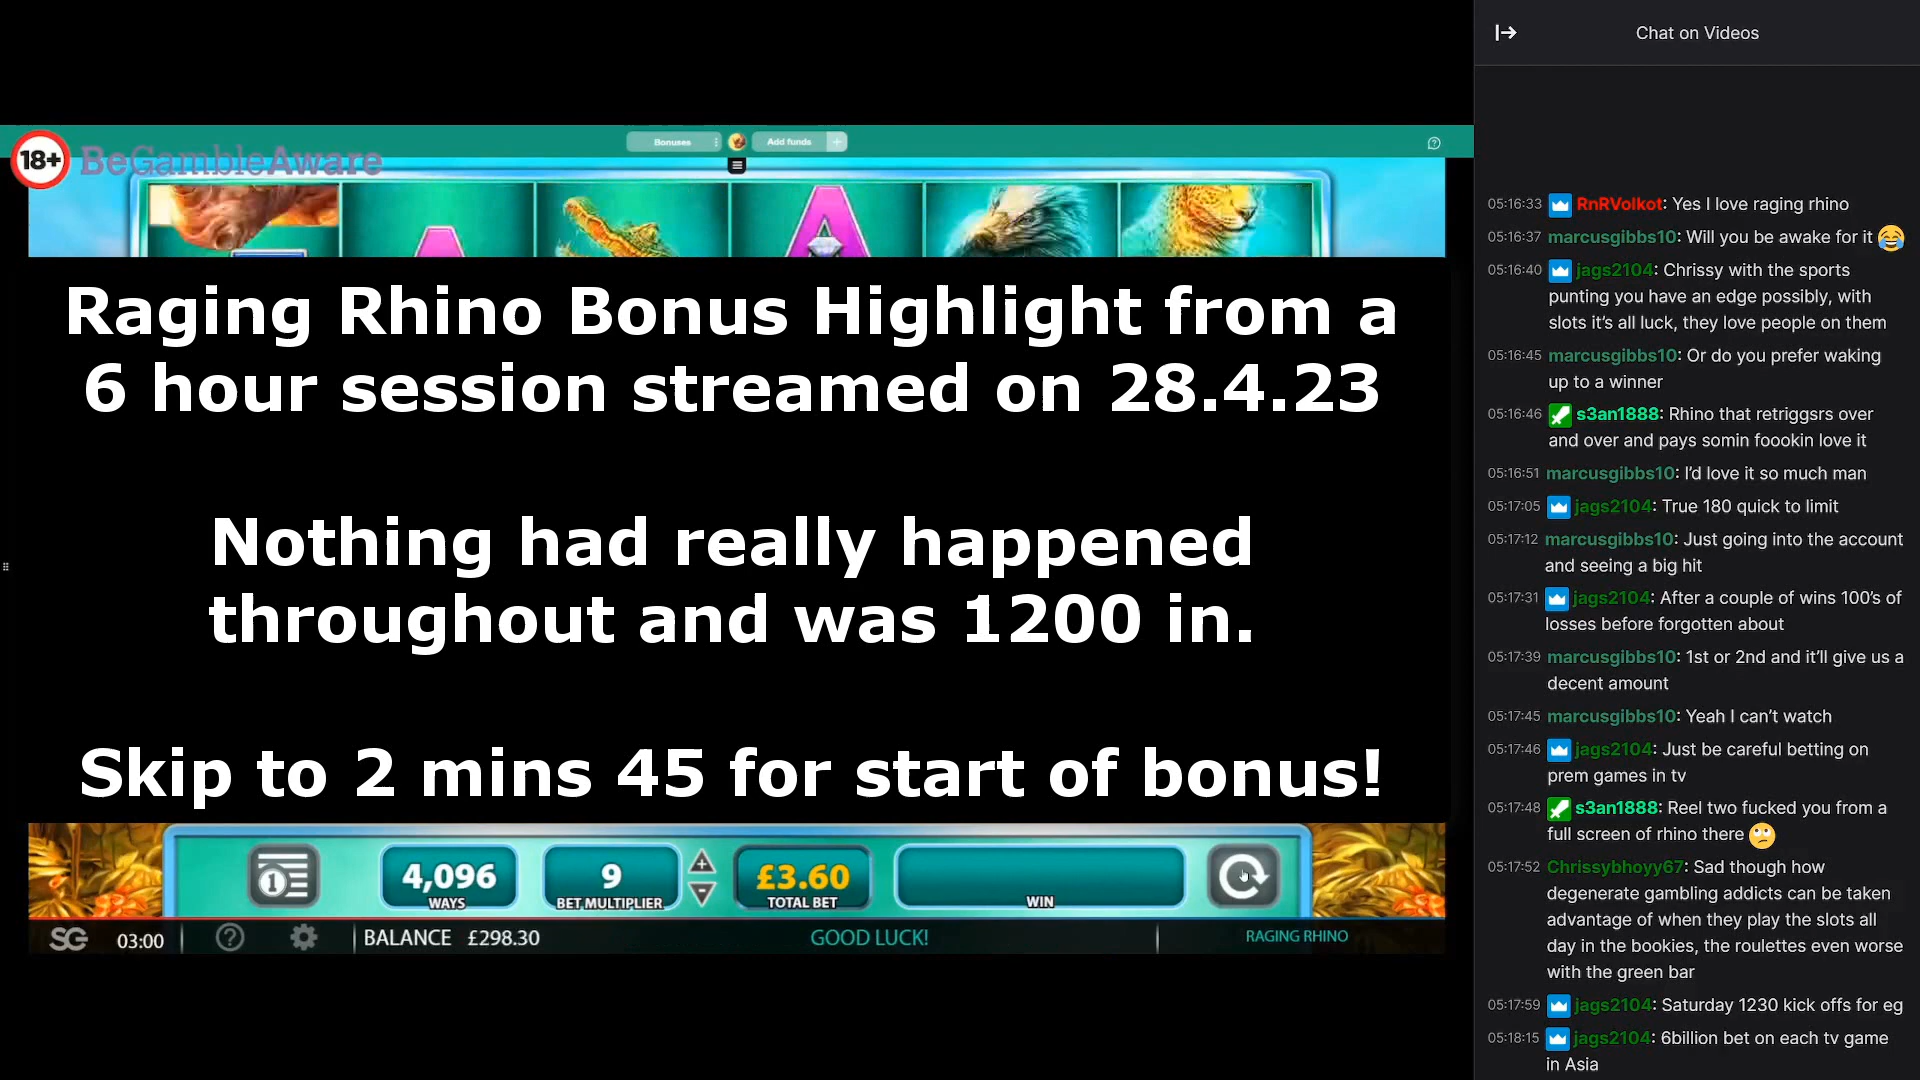 Chat on Videos
18+ BeGambleAware
Bonuses
Add funds
Raging Rhino Bonus Highlight from a
6 hour session streamed on 28.4.23
Nothing had really happened
throughout and was 1200 in.
Skip to 2 mins 45 for start of bonus!
1
4,096
WAYS
9
BET MULTIPLIER
£3.60
TOTAL BET
WIN
SG
03:00
BALANCE £298.30
GOOD LUCK!
RAGING RHINO
05:16:33 RnRVolkot: Yes I love raging rhino
05:16:37 marcusgibbs10: Will you be awake for it 😂
05:16:40 jags2104: Chrissy with the sports
punting you have an edge possibly, with
slots it's all luck, they love people on them
05:16:45 marcusgibbs10: Or do you prefer waking
up to a winner
05:16:46 s3an1888: Rhino that retriggsrs over
and over and pays somin foookin love it
05:16:51 marcusgibbs10: I'd love it so much man
05:17:05 jags2104: True 180 quick to limit
05:17:12 marcusgibbs10: Just going into the account
and seeing a big hit
05:17:31 jags2104: After a couple of wins 100's of
losses before forgotten about
05:17:39 marcusgibbs10: 1st or 2nd and it'll give us a
decent amount
05:17:45 marcusgibbs10: Yeah I can't watch
05:17:46 jags2104: Just be careful betting on
prem games in tv
05:17:48 s3an1888: Reel two fucked you from a
full screen of rhino there 🙄
05:17:52 Chrissybhoyy67: Sad though how
degenerate gambling addicts can be taken
advantage of when they play the slots all
day in the bookies, the roulettes even worse
with the green bar
05:17:59 jags2104: Saturday 1230 kick offs for eg
05:18:15 jags2104: 6billion bet on each tv game
in Asia